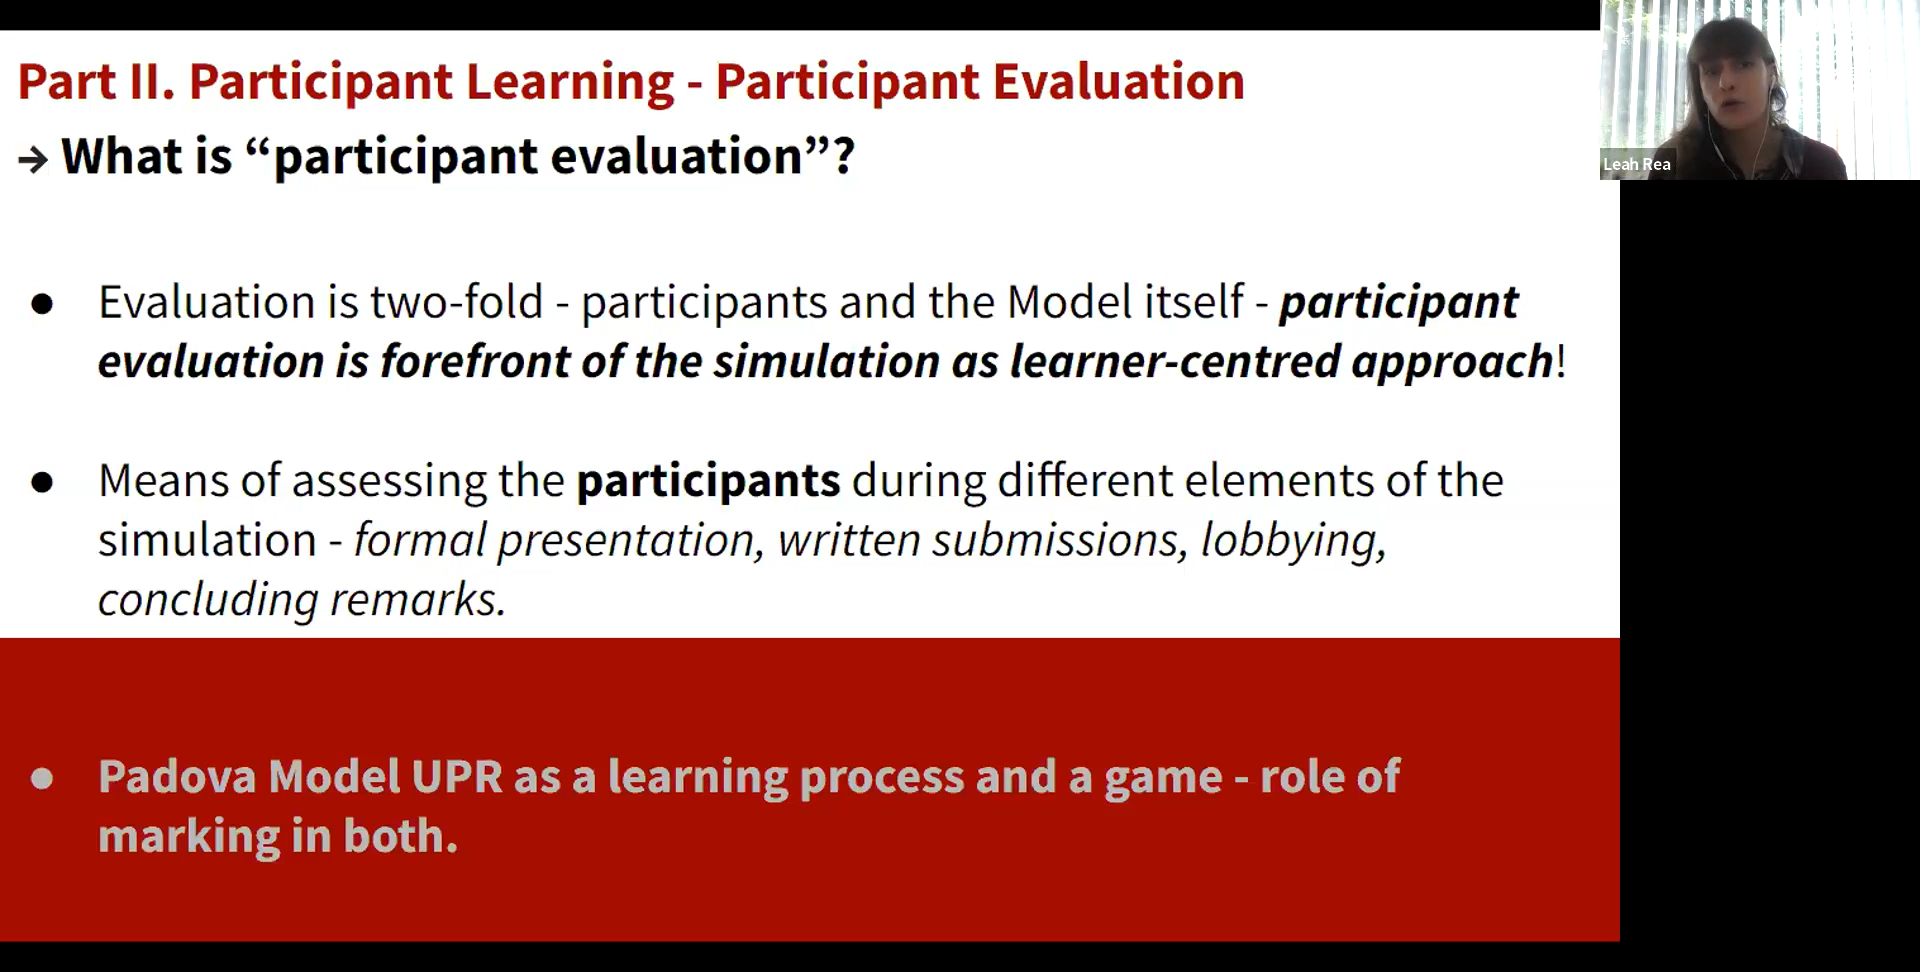 Part II. Participant Learning - Participant Evaluation
→ What is “participant evaluation”?
● Evaluation is two-fold - participants and the Model itself - participant
evaluation is forefront of the simulation as learner-centred approach!
● Means of assessing the participants during different elements of the
simulation - formal presentation, written submissions, lobbying,
concluding remarks.
● Padova Model UPR as a learning process and a game - role of
marking in both.
Leah Rea